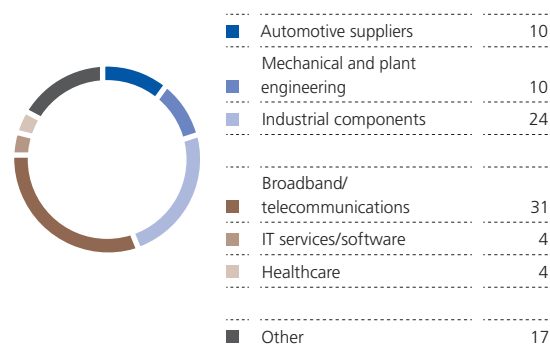 Automotive suppliers 10
Mechanical and plant
engineering 10
Industrial components 24
Broadband/
telecommunications 31
IT services/software 4
Healthcare 4
Other 17